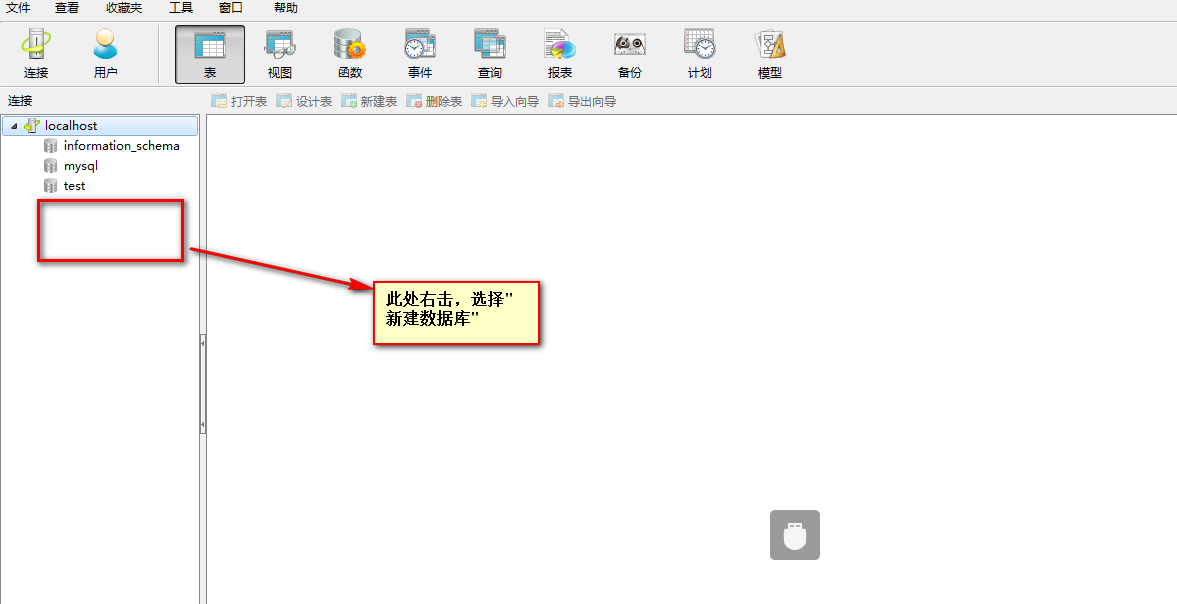 文件 查看 收藏夹 工具 窗口 帮助
连接 用户 表 视图 函数 事件 查询 报表 备份 计划 模型
连接 打开表 设计表 新建表 删除表 导入向导 导出向导
localhost
information_schema
mysql
test
此处右击，选择"
新建数据库"